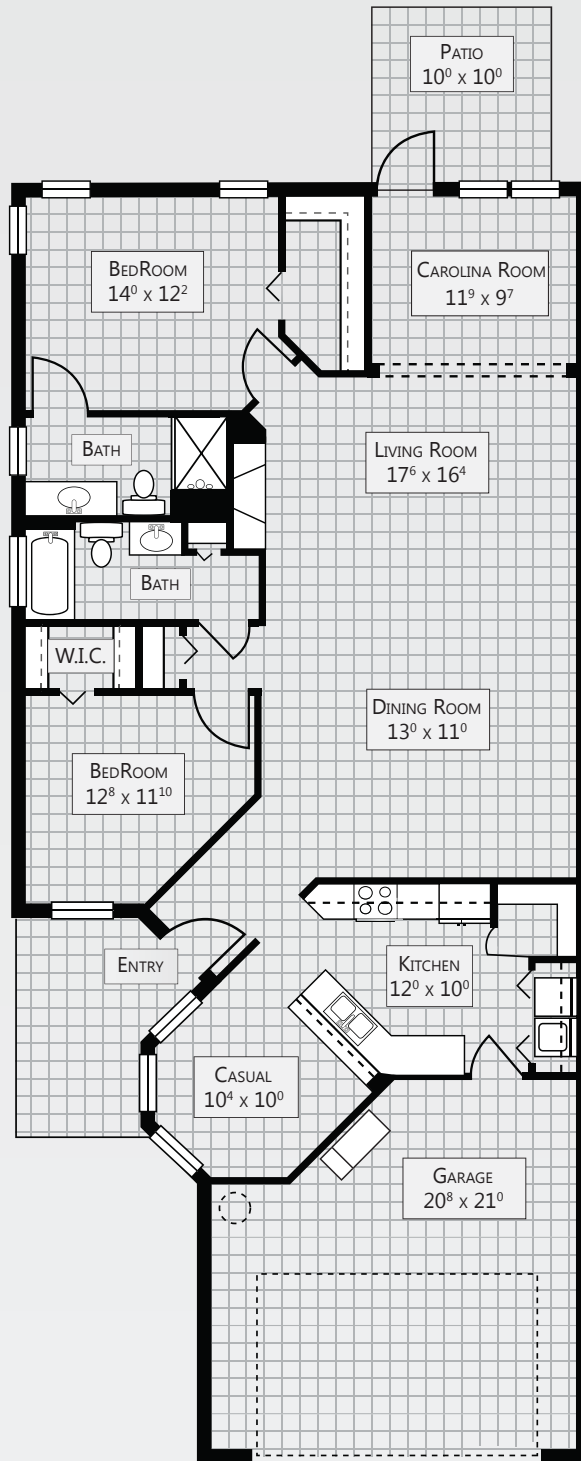 Patio
10⁰ x 10⁰
BedRoom
14⁰ x 12²
Carolina Room
11⁹ x 9⁷
Bath
Living Room
17⁶ x 16⁴
Bath
W.I.C.
Dining Room
13⁰ x 11⁰
BedRoom
12⁸ x 11¹⁰
Entry
Kitchen
12⁰ x 10⁰
Casual
10⁴ x 10⁰
Garage
20⁸ x 21⁰